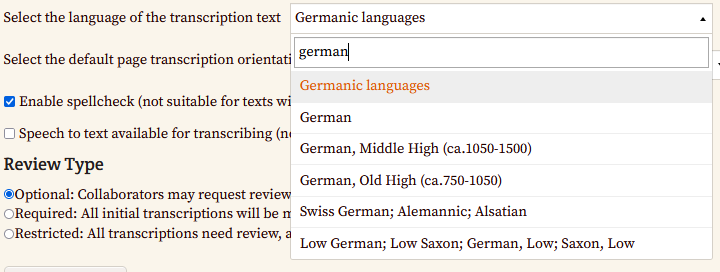 Select the language of the transcription text
Germanic languages
german
Select the default page transcription orientati
Germanic languages
Enable spellcheck (not suitable for texts wi
German
Speech to text available for transcribing (no
German, Middle High (ca.1050-1500)
Review Type
German, Old High (ca.750-1050)
Optional: Collaborators may request review
Required: All initial transcriptions will be m
Swiss German; Alemannic; Alsatian
Restricted: All transcriptions need review, a
Low German; Low Saxon; German, Low; Saxon, Low